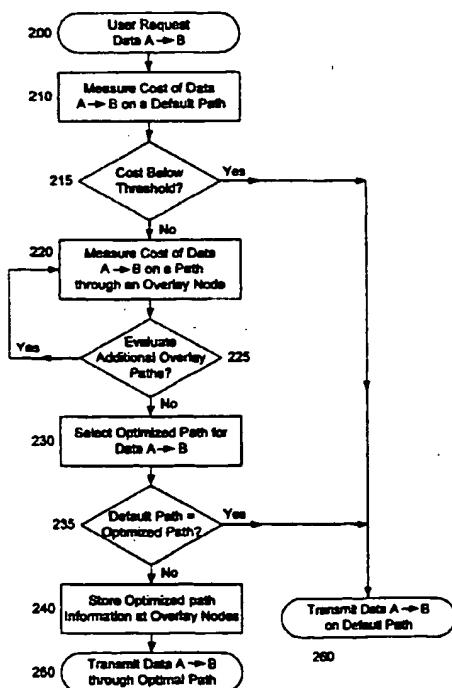 200
User Request
Data A → B
210
Measure Cost of Data
A → B on a Default Path
215
Cost Below
Threshold?
Yes
No
220
Measure Cost of Data
A → B on a Path
through an Overlay Node
Yes
Evaluate
Additional Overlay
Paths?
225
No
230
Select Optimized Path for
Data A → B
235
Default Path =
Optimized Path?
Yes
No
240
Store Optimized path
Information at Overlay Nodes
Transmit Data A → B
on Default Path
260
250
Transmit Data A → B
through Optimal Path